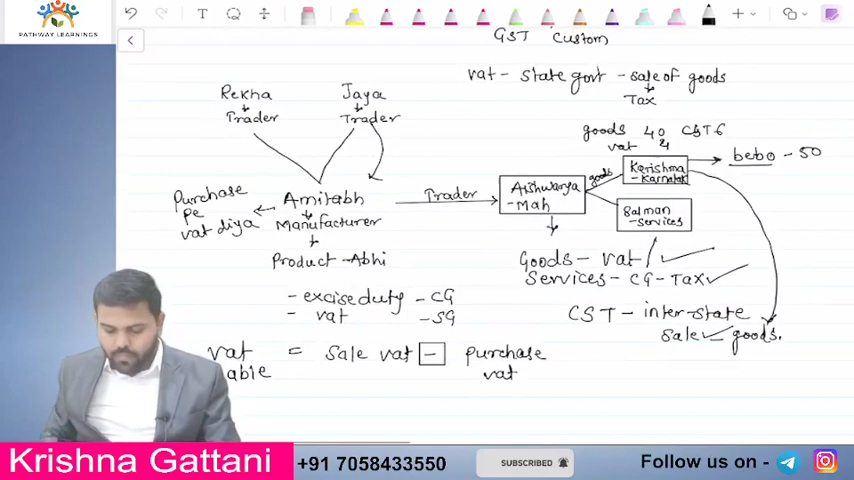 PATHWAY LEARNINGS
GST Custom
vat - state govt - sale of goods
Tax
Rekha
Trader
Jaya
Trader
goods 40 CST 6
vat 4
Karishma
- Karnatak
bebo - 50
goods
Purchase
pe
vat diya
Amitabh
Manufacturer
Product - Abhi
Trader
Aishwarya
- Mah
Salman
- services
Goods - vat
Services - CG - Tax
- excise duty - CG
- vat - SG
CST - inter-state
sale - goods.
vat = sale vat - purchase
able vat
Krishna Gattani
+91 7058433550
SUBSCRIBED
Follow us on -